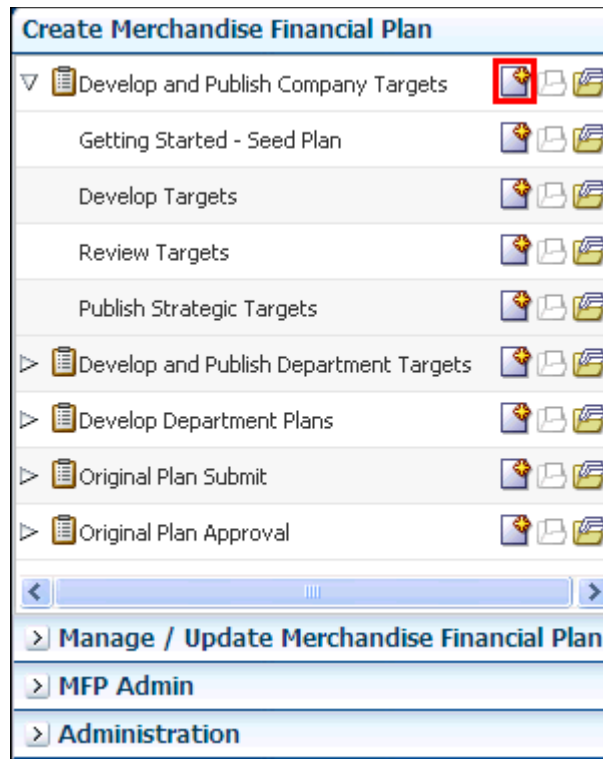 Create Merchandise Financial Plan
Develop and Publish Company Targets
Getting Started - Seed Plan
Develop Targets
Review Targets
Publish Strategic Targets
Develop and Publish Department Targets
Develop Department Plans
Original Plan Submit
Original Plan Approval
Manage / Update Merchandise Financial Plan
MFP Admin
Administration